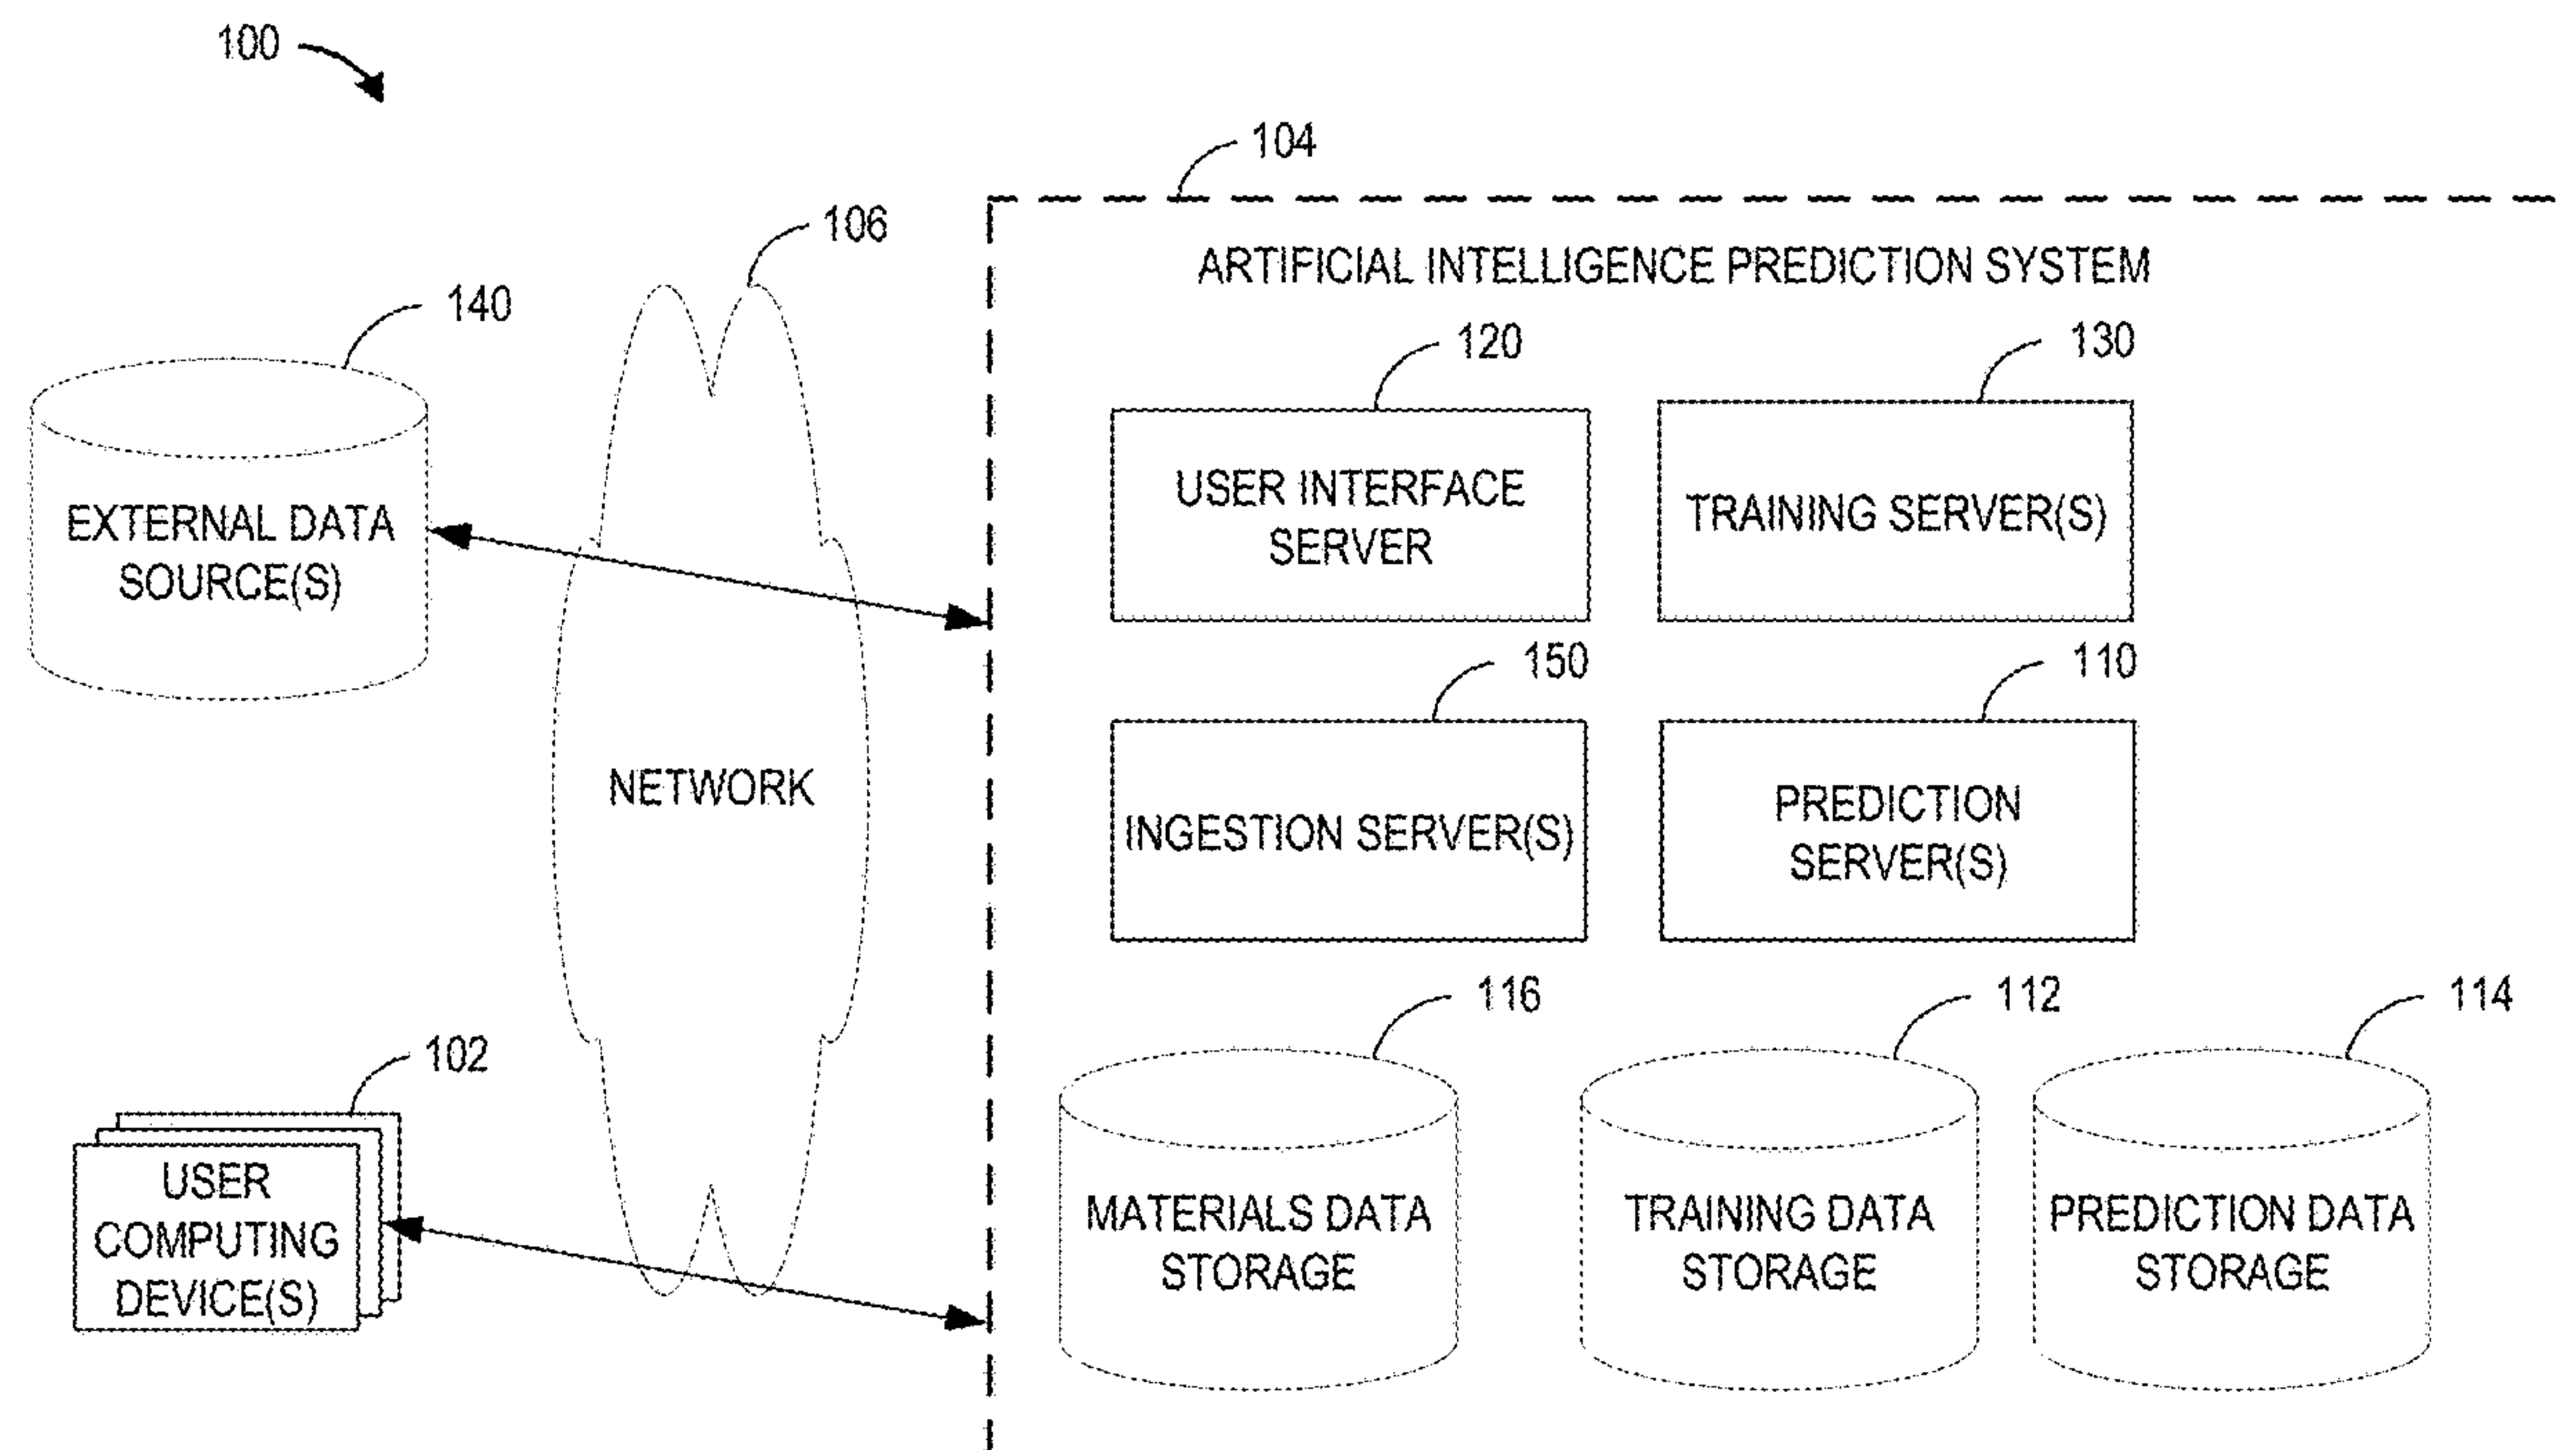 100
104
106
ARTIFICIAL INTELLIGENCE PREDICTION SYSTEM
140
120
130
EXTERNAL DATA
SOURCE(S)
USER INTERFACE
SERVER
TRAINING SERVER(S)
150
110
NETWORK
INGESTION SERVER(S)
PREDICTION
SERVER(S)
116
112
114
102
USER
COMPUTING
DEVICE(S)
MATERIALS DATA
STORAGE
TRAINING DATA
STORAGE
PREDICTION DATA
STORAGE